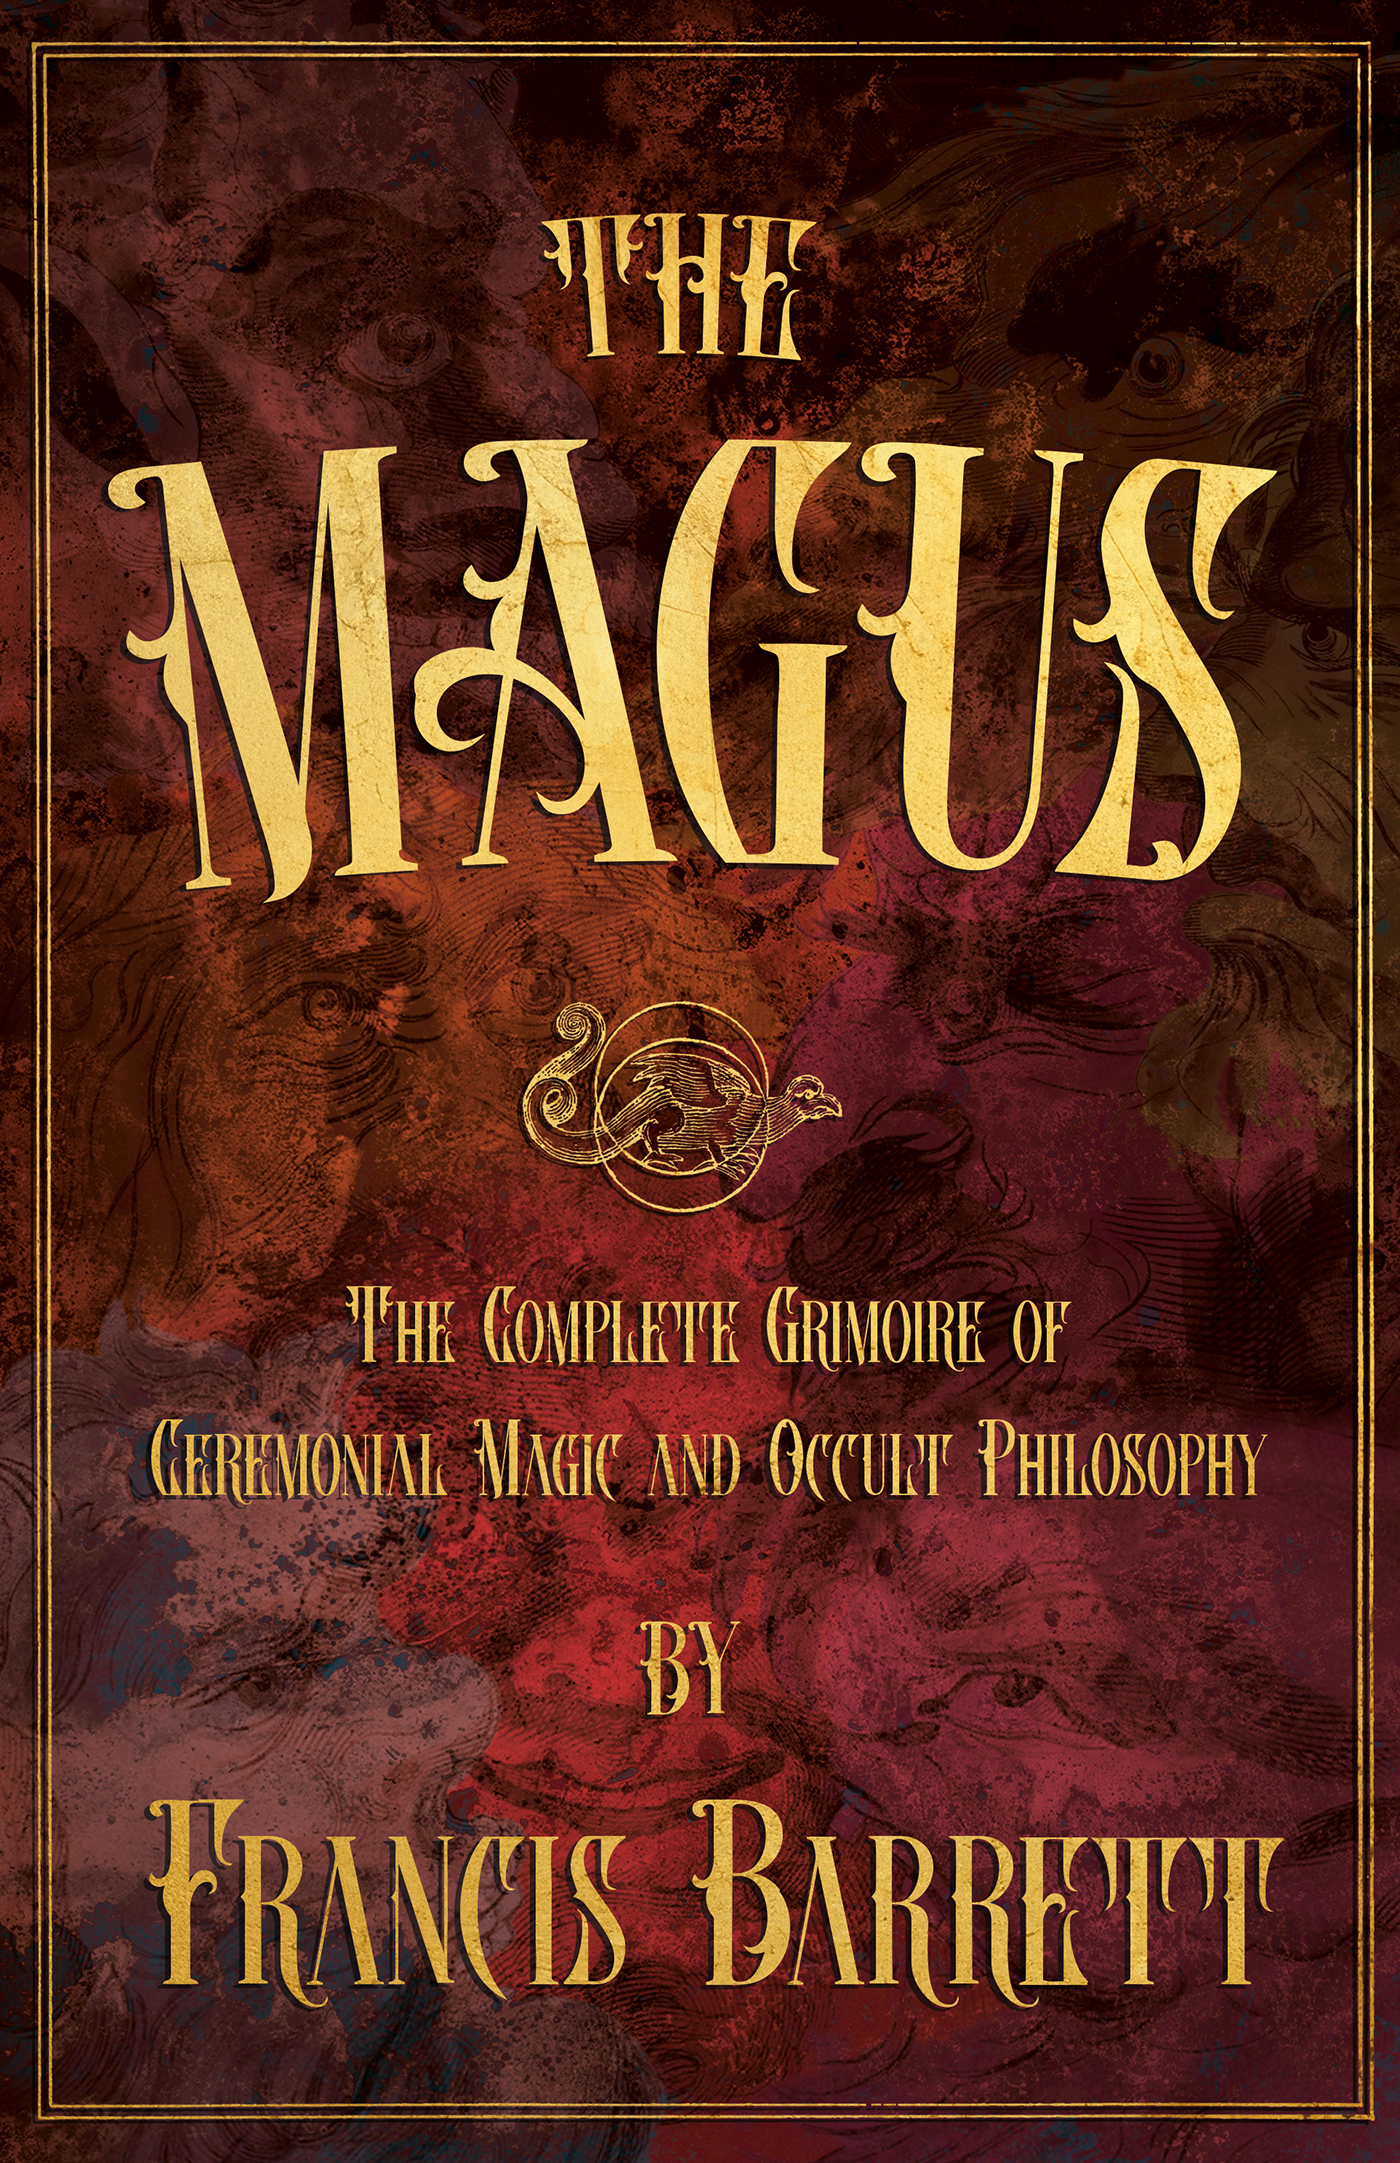 THE
MAGUS
THE COMPLETE GRIMOIRE OF
CEREMONIAL MAGIC AND OCCULT PHILOSOPHY
BY
FRANCIS BARRETT